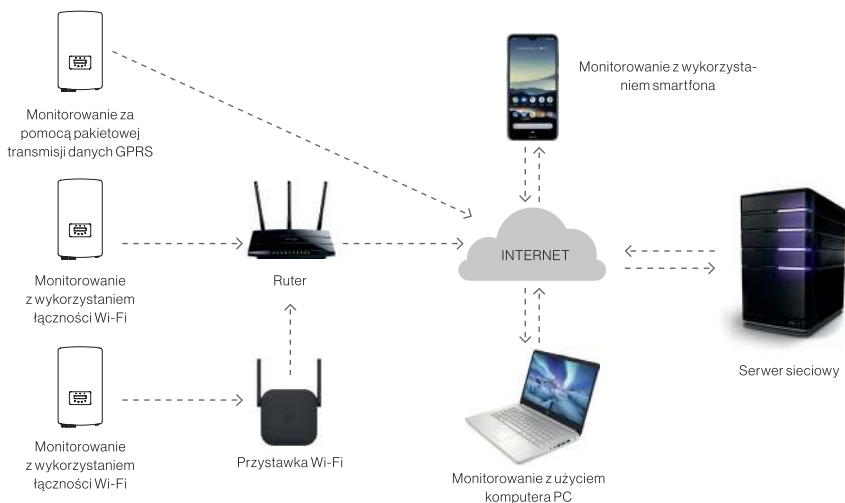 Monitorowanie za
pomocą pakietowej
transmisji danych GPRS
Monitorowanie z wykorzysta-
niem smartfona
Monitorowanie
z wykorzystaniem
łączności Wi-Fi
Ruter
INTERNET
Serwer sieciowy
Monitorowanie
z wykorzystaniem
łączności Wi-Fi
Przystawka Wi-Fi
Monitorowanie z użyciem
komputera PC